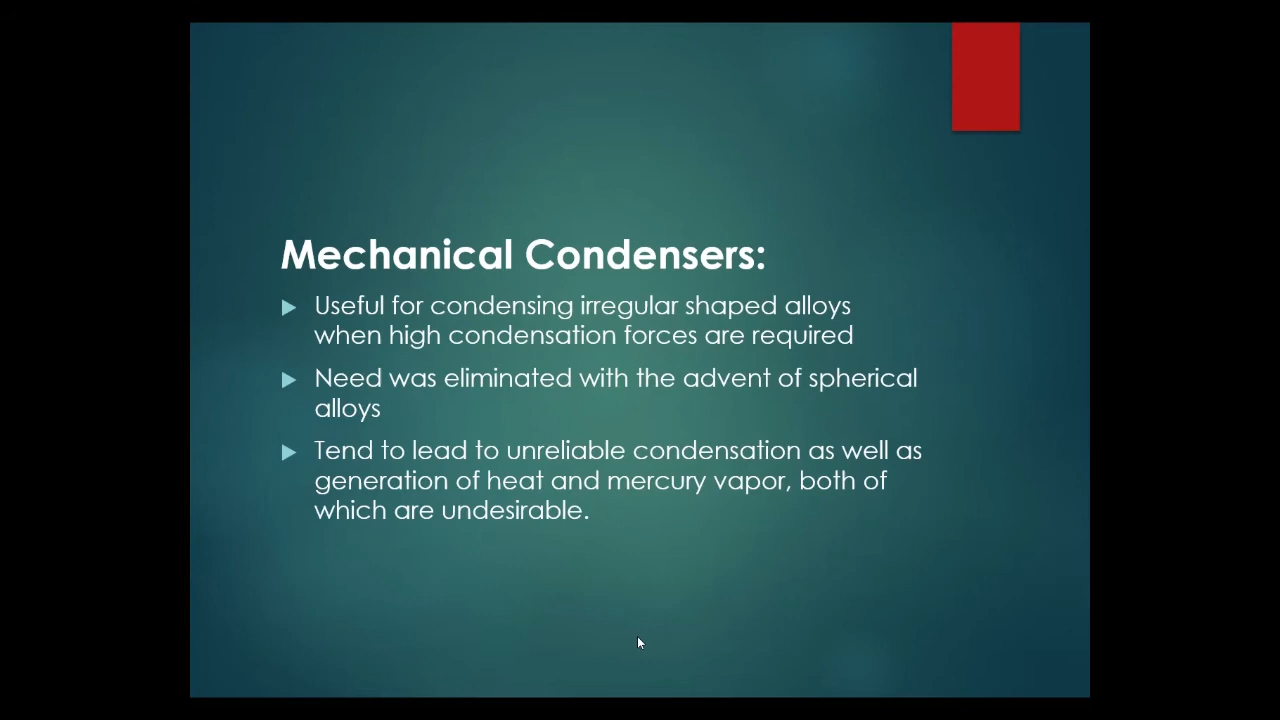 Mechanical Condensers:
Useful for condensing irregular shaped alloys
when high condensation forces are required
Need was eliminated with the advent of spherical
alloys
Tend to lead to unreliable condensation as well as
generation of heat and mercury vapor, both of
which are undesirable.